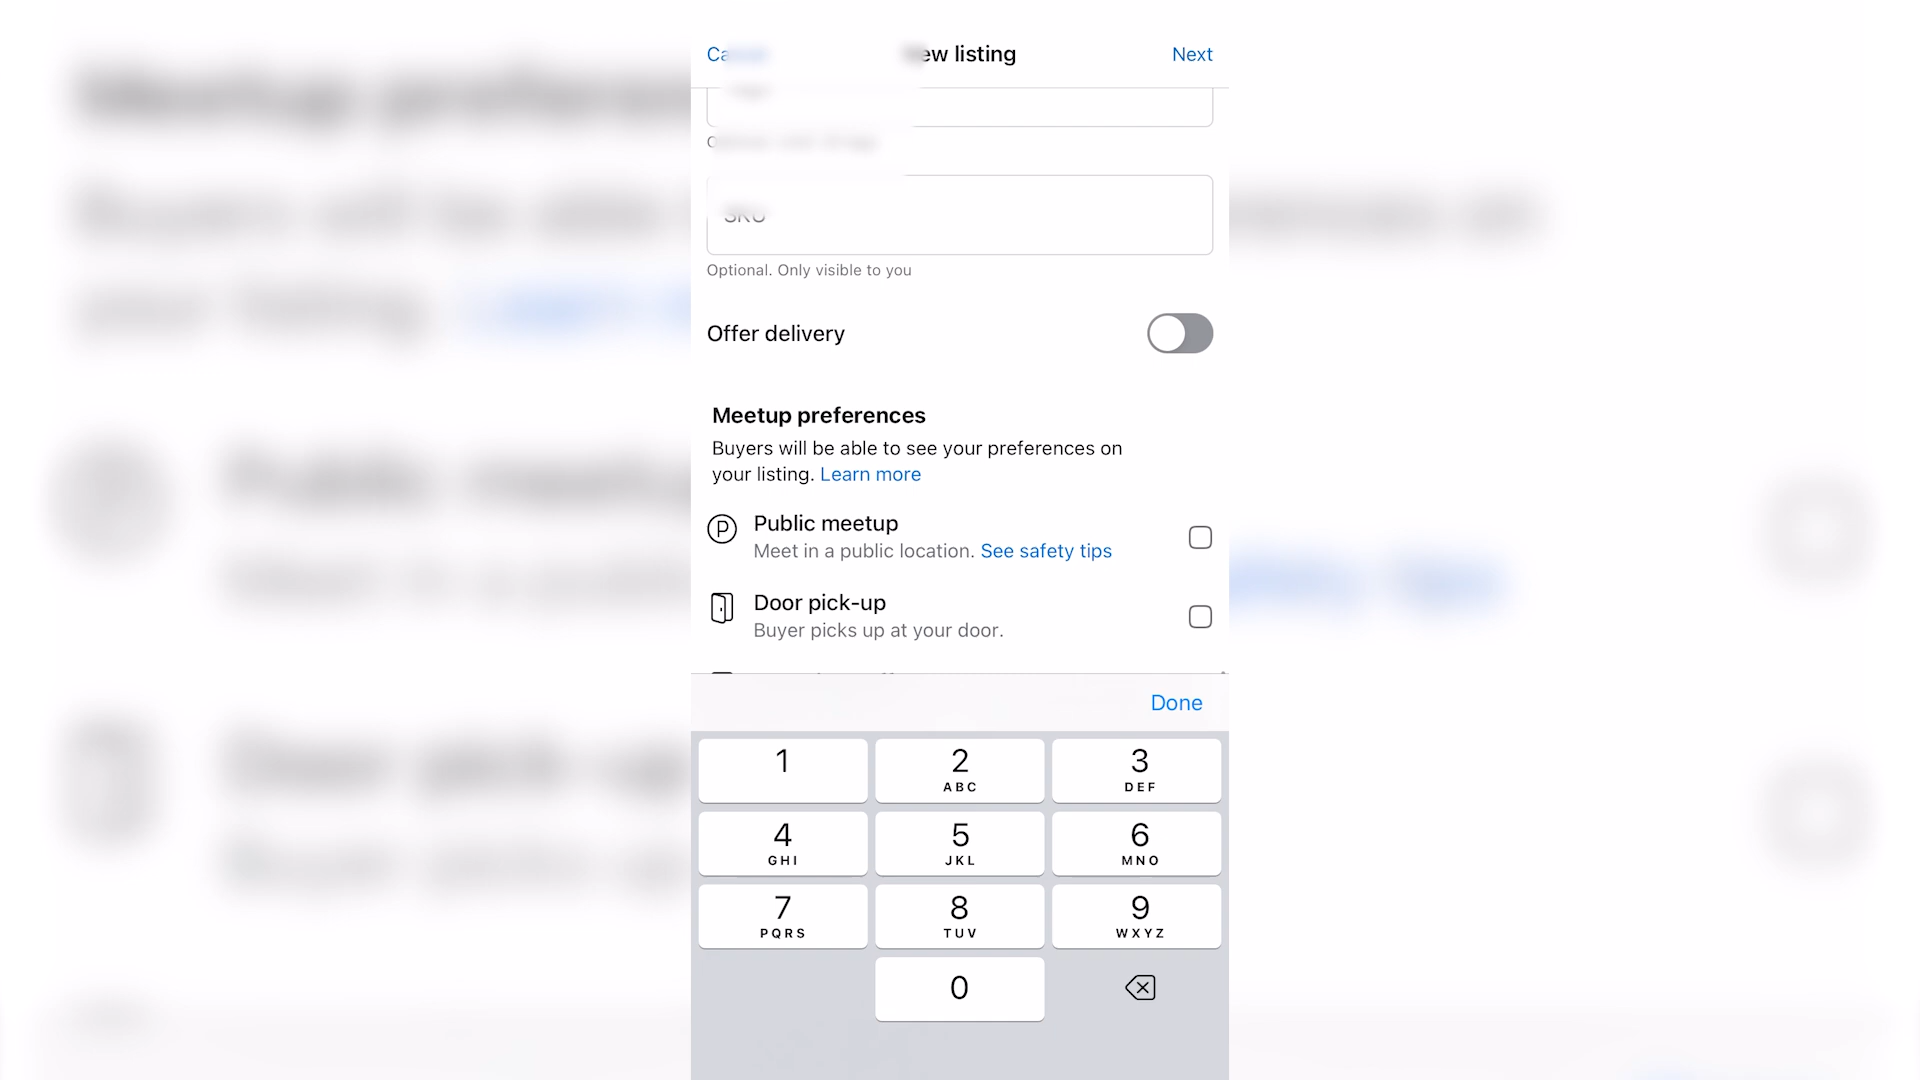 New listing
Next
SKU
Optional. Only visible to you
Offer delivery
Meetup preferences
Buyers will be able to see your preferences on
your listing. Learn more
P
Public meetup
Meet in a public location. See safety tips
Door pick-up
Buyer picks up at your door.
Done
1
2
ABC
3
DEF
4
GHI
5
JKL
6
MNO
7
PQRS
8
TUV
9
WXYZ
0